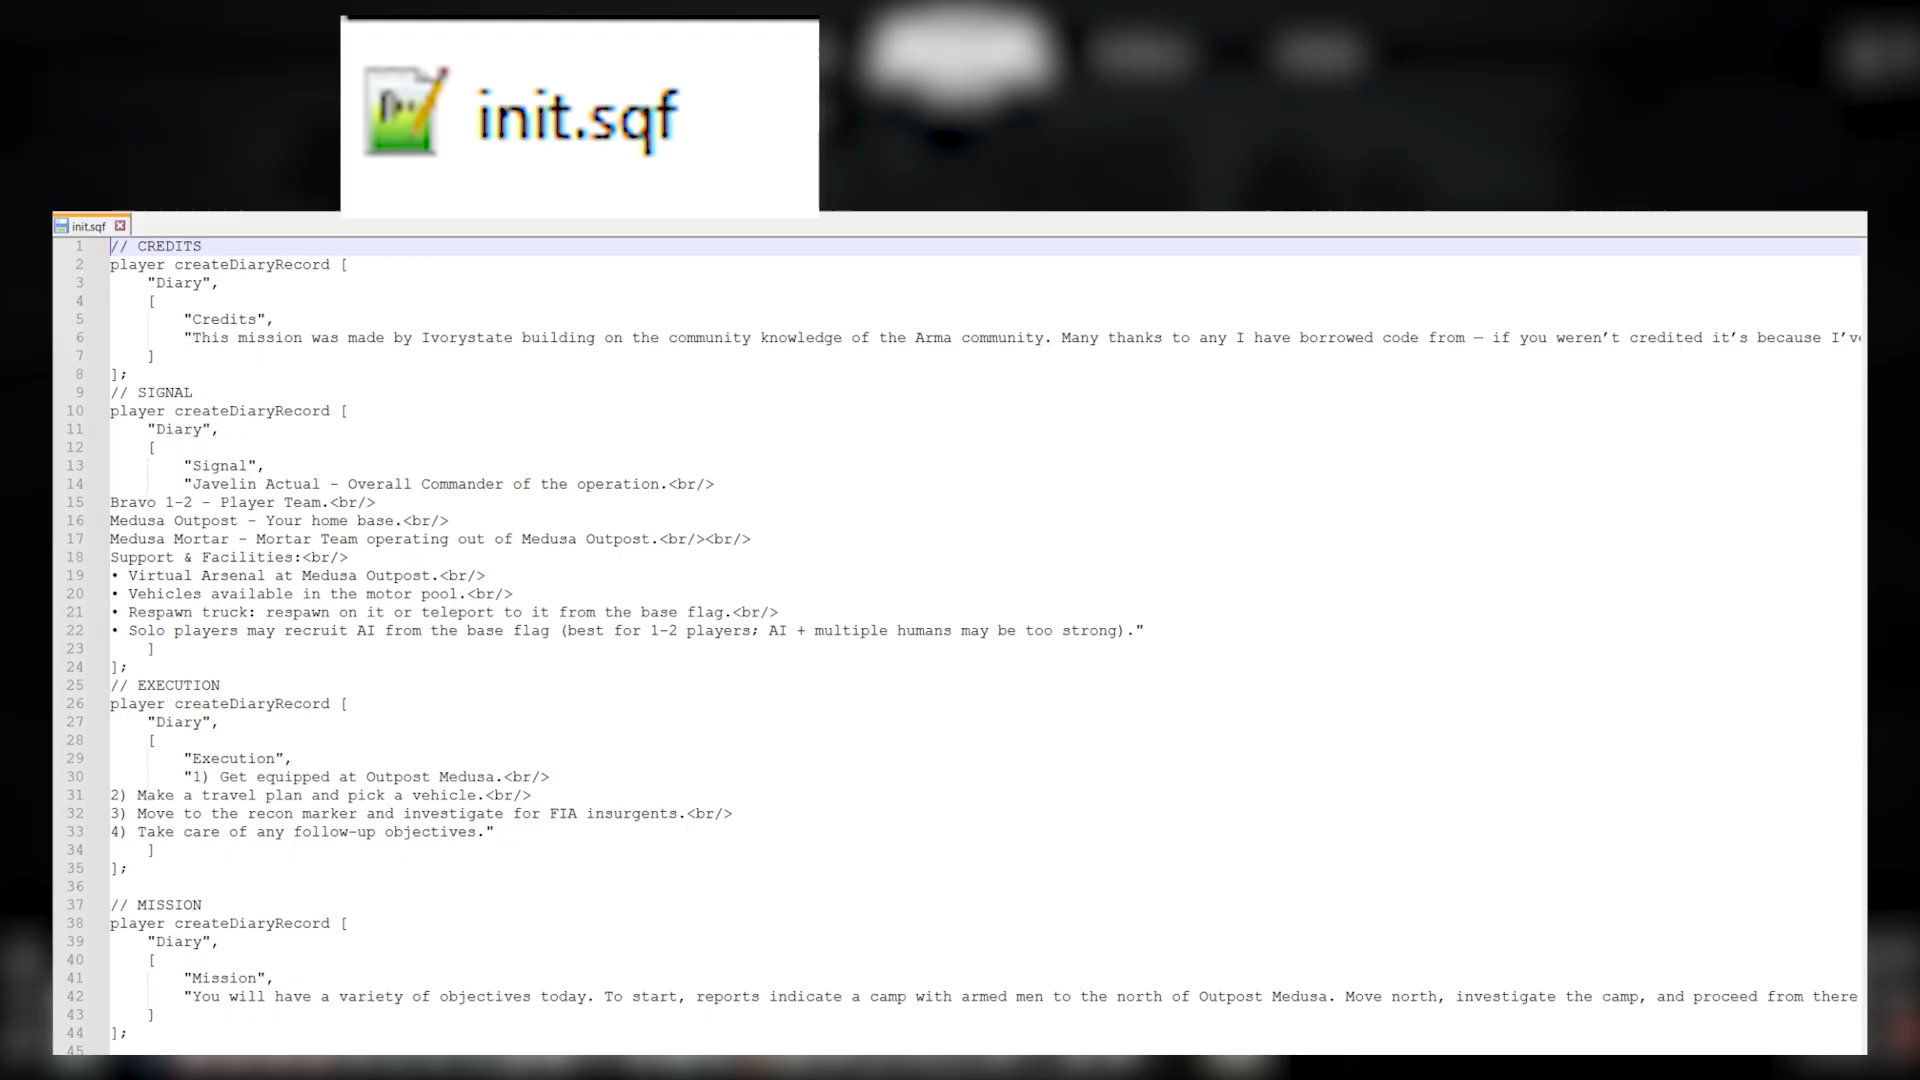 init.sqf
init.sqf
1 // CREDITS
2 player createDiaryRecord [
3 "Diary",
4 [
5 "Credits",
6 "This mission was made by Ivorystate building on the community knowledge of the Arma community. Many thanks to any I have borrowed code from — if you weren’t credited it’s because I’ve
7 ]
8 ];
9 // SIGNAL
10 player createDiaryRecord [
11 "Diary",
12 [
13 "Signal",
14 "Javelin Actual - Overall Commander of the operation.<br/>
15 Bravo 1-2 - Player Team.<br/>
16 Medusa Outpost - Your home base.<br/>
17 Medusa Mortar - Mortar Team operating out of Medusa Outpost.<br/><br/>
18 Support & Facilities:<br/>
19 • Virtual Arsenal at Medusa Outpost.<br/>
20 • Vehicles available in the motor pool.<br/>
21 • Respawn truck: respawn on it or teleport to it from the base flag.<br/>
22 • Solo players may recruit AI from the base flag (best for 1-2 players; AI + multiple humans may be too strong)."
23 ]
24 ];
25 // EXECUTION
26 player createDiaryRecord [
27 "Diary",
28 [
29 "Execution",
30 "1) Get equipped at Outpost Medusa.<br/>
31 2) Make a travel plan and pick a vehicle.<br/>
32 3) Move to the recon marker and investigate for FIA insurgents.<br/>
33 4) Take care of any follow-up objectives."
34 ]
35 ];
36
37 // MISSION
38 player createDiaryRecord [
39 "Diary",
40 [
41 "Mission",
42 "You will have a variety of objectives today. To start, reports indicate a camp with armed men to the north of Outpost Medusa. Move north, investigate the camp, and proceed from there
43 ]
44 ];
45